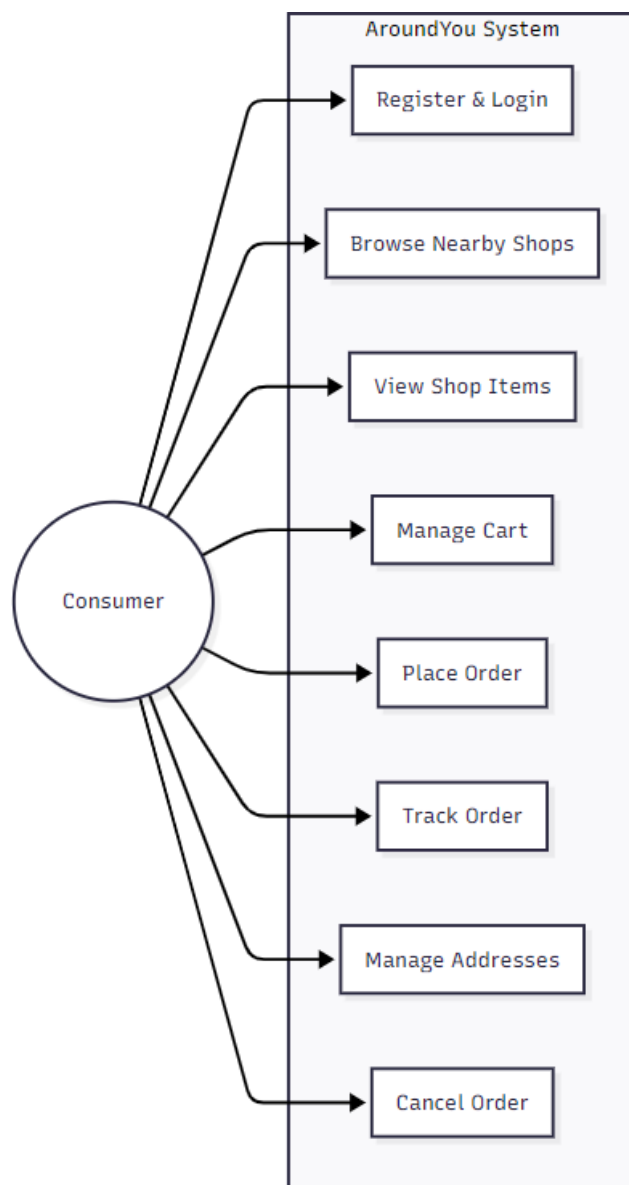 AroundYou System
Register & Login
Browse Nearby Shops
View Shop Items
Manage Cart
Consumer
Place Order
Track Order
Manage Addresses
Cancel Order